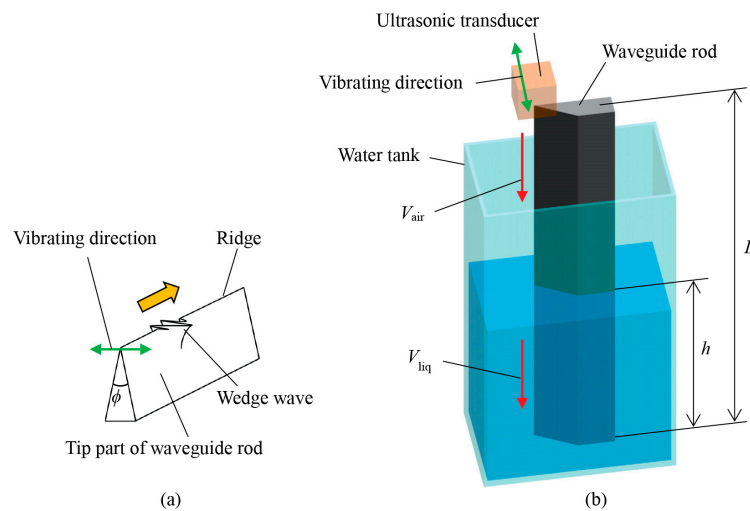 Ultrasonic transducer
Waveguide rod
Vibrating direction
Water tank
Vair
L
Vibrating direction
Ridge
h
Vliq
ϕ
Wedge wave
Tip part of waveguide rod
(a)
(b)